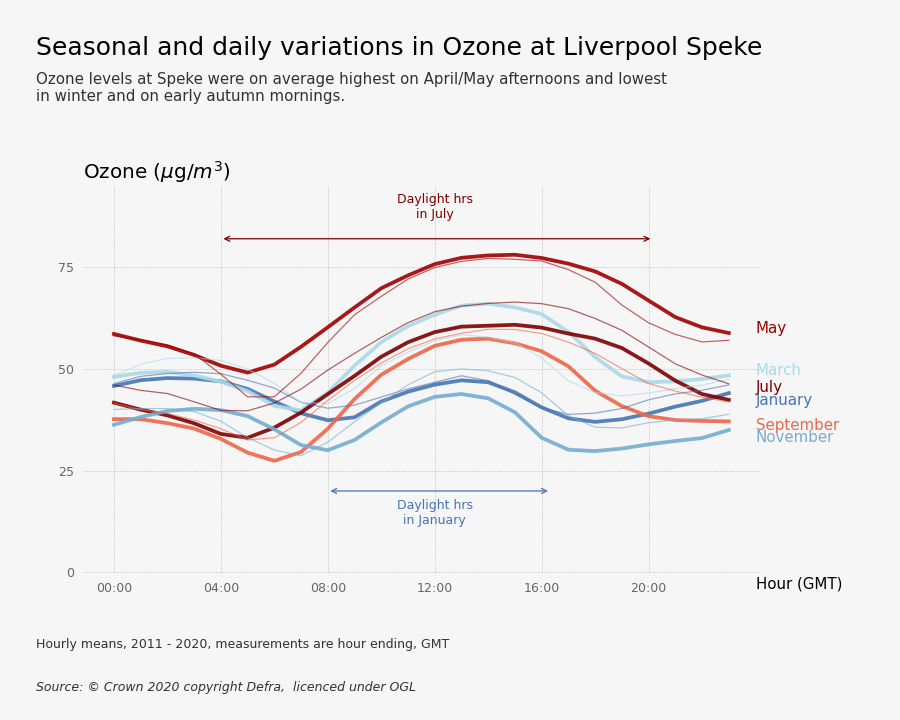 Seasonal and daily variations in Ozone at Liverpool Speke
Ozone levels at Speke were on average highest on April/May afternoons and lowest
in winter and on early autumn mornings.
Ozone (μg/m³)
Daylight hrs
in July
75
May
50
March
July
January
September
November
25
Daylight hrs
in January
0
00:00 04:00 08:00 12:00 16:00 20:00
Hour (GMT)
Hourly means, 2011 - 2020, measurements are hour ending, GMT
Source: © Crown 2020 copyright Defra,  licenced under OGL